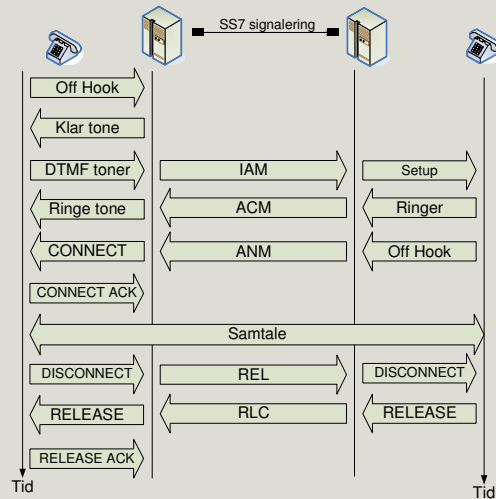 SS7 signalering
Off Hook
Klar tone
DTMF toner IAM Setup
Ringe tone ACM Ringer
CONNECT ANM Off Hook
CONNECT ACK
Samtale
DISCONNECT REL DISCONNECT
RELEASE RLC RELEASE
RELEASE ACK
Tid Tid